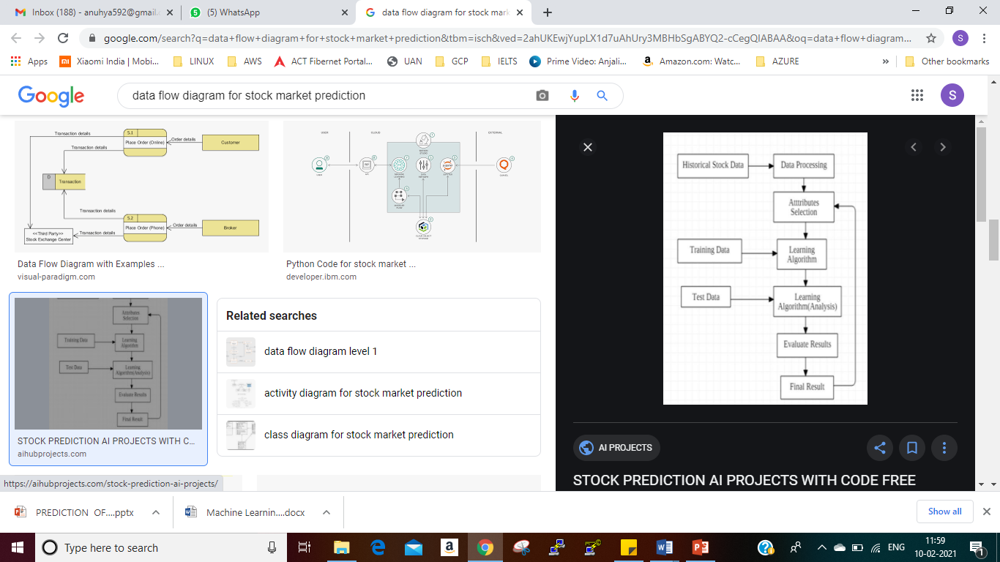 Inbox (188) - anuhya592@gmail.c
(5) WhatsApp
data flow diagram for stock mark
google.com/search?q=data+flow+diagram+for+stock+market+prediction&tbm=isch&ved=2ahUKEwjYupLX1d7uAhUry3MBHbSgABYQ2-cCegQIABAA&oq=data+flow+diagram...
S
Apps
Xiaomi India | Mobi...
LINUX
AWS
ACT Fibernet Portal...
UAN
GCP
IELTS
Prime Video: Anjali...
Amazon.com: Watc...
AZURE
»
Other bookmarks
Google
data flow diagram for stock market prediction
S
Transaction details
5.1
Place Order (Online)
Order details
Customer
Transaction details
D
Transaction
Transaction details
5.2
Place Order (Phone)
Order details
Broker
<<Third Party>>
Stock Exchange Center
Transaction details
Data Flow Diagram with Examples ...
visual-paradigm.com
USER
CLOUD
EXTERNAL
USER
API
Python Code for stock market ...
developer.ibm.com
Attributes
Selection
Training Data
Learning
Algorithm
Test Data
Learning
Algorithm(Analysis)
Evaluate Results
Final Result
STOCK PREDICTION AI PROJECTS WITH C...
aihubprojects.com
Related searches
data flow diagram level 1
activity diagram for stock market prediction
class diagram for stock market prediction
Historical Stock Data
Data Processing
Attributes
Selection
Training Data
Learning
Algorithm
Test Data
Learning
Algorithm(Analysis)
Evaluate Results
Final Result
AI PROJECTS
STOCK PREDICTION AI PROJECTS WITH CODE FREE
https://aihubprojects.com/stock-prediction-ai-projects/
PREDICTION OF....pptx
Machine Learnin....docx
Show all
Type here to search
ENG
11:59
10-02-2021
1